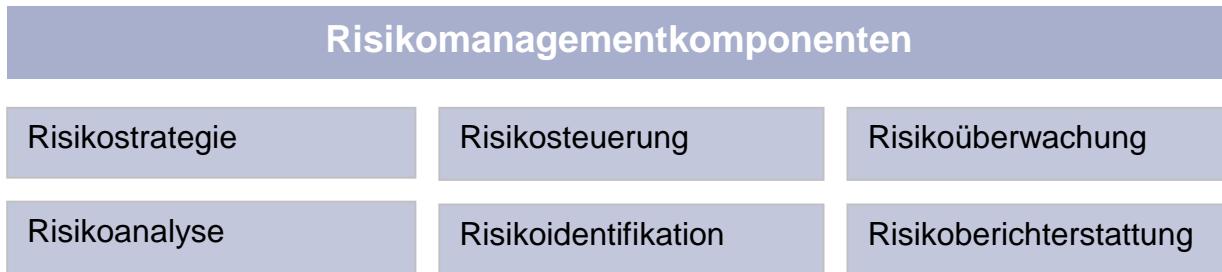 Risikomanagementkomponenten
Risikostrategie
Risikosteuerung
Risikoüberwachung
Risikoanalyse
Risikoidentifikation
Risikoberichterstattung